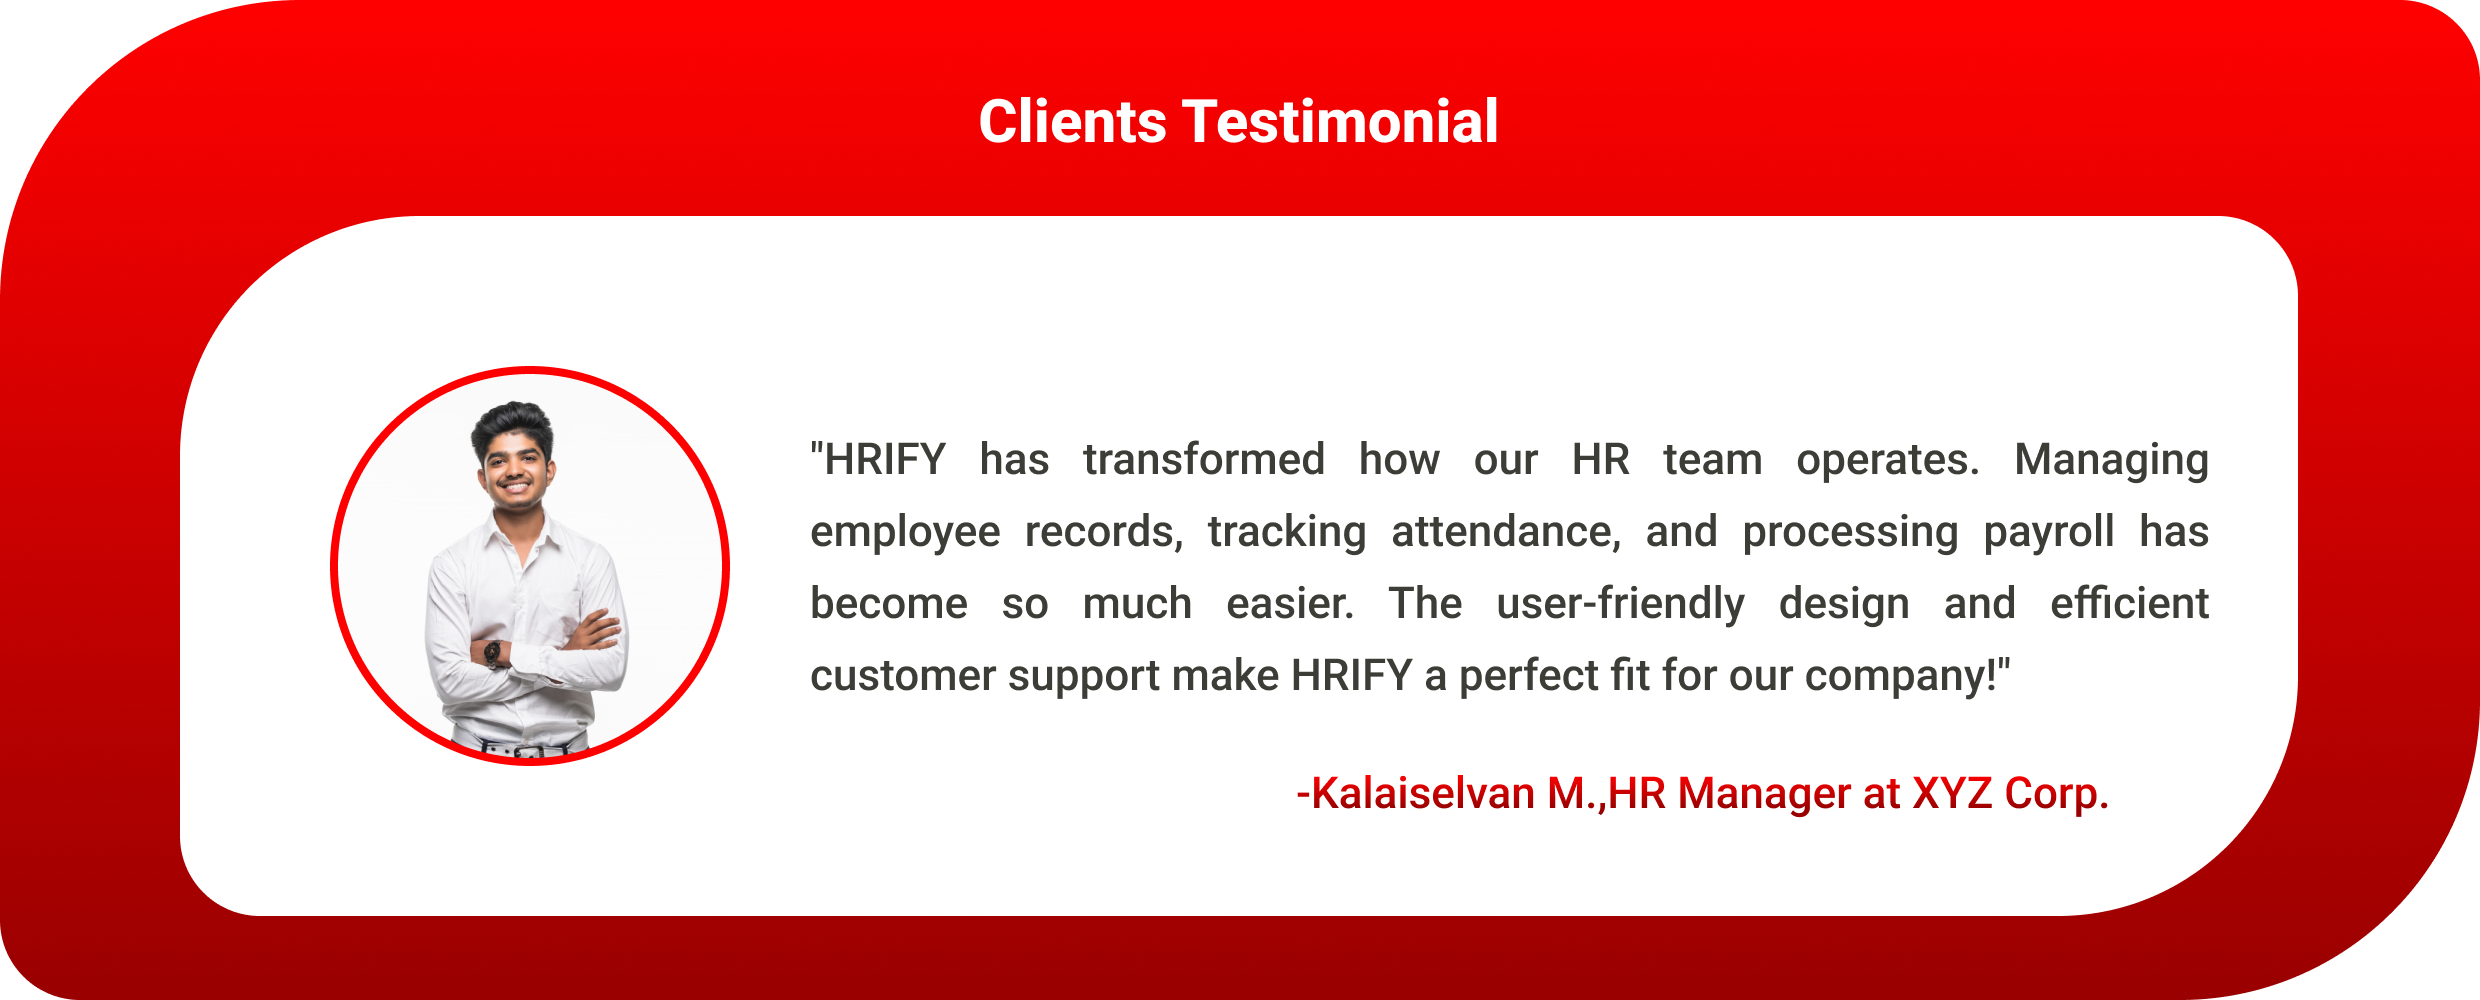 Clients Testimonial
"HRIFY has transformed how our HR team operates. Managing
employee records, tracking attendance, and processing payroll has
become so much easier. The user-friendly design and efficient
customer support make HRIFY a perfect fit for our company!"
-Kalaiselvan M.,HR Manager at XYZ Corp.